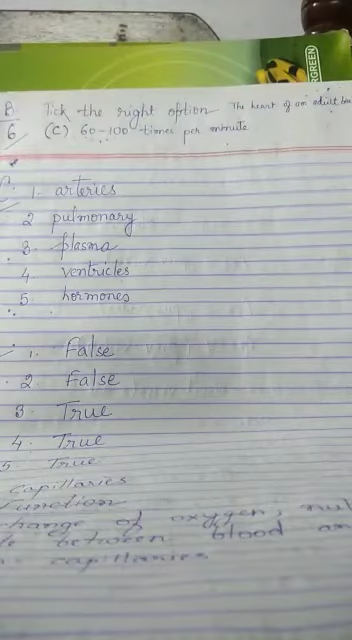 RGREEN
B Tick the right option The heart of an adult
6 (C) 60-100 times per minute
1. arteries
2 pulmonary
3. plasma
4 ventricles
5. hormones
1. False
2. False
3. True
4. True
5. True
Capillaries
Function
change of oxygen,
between blood
capillaries